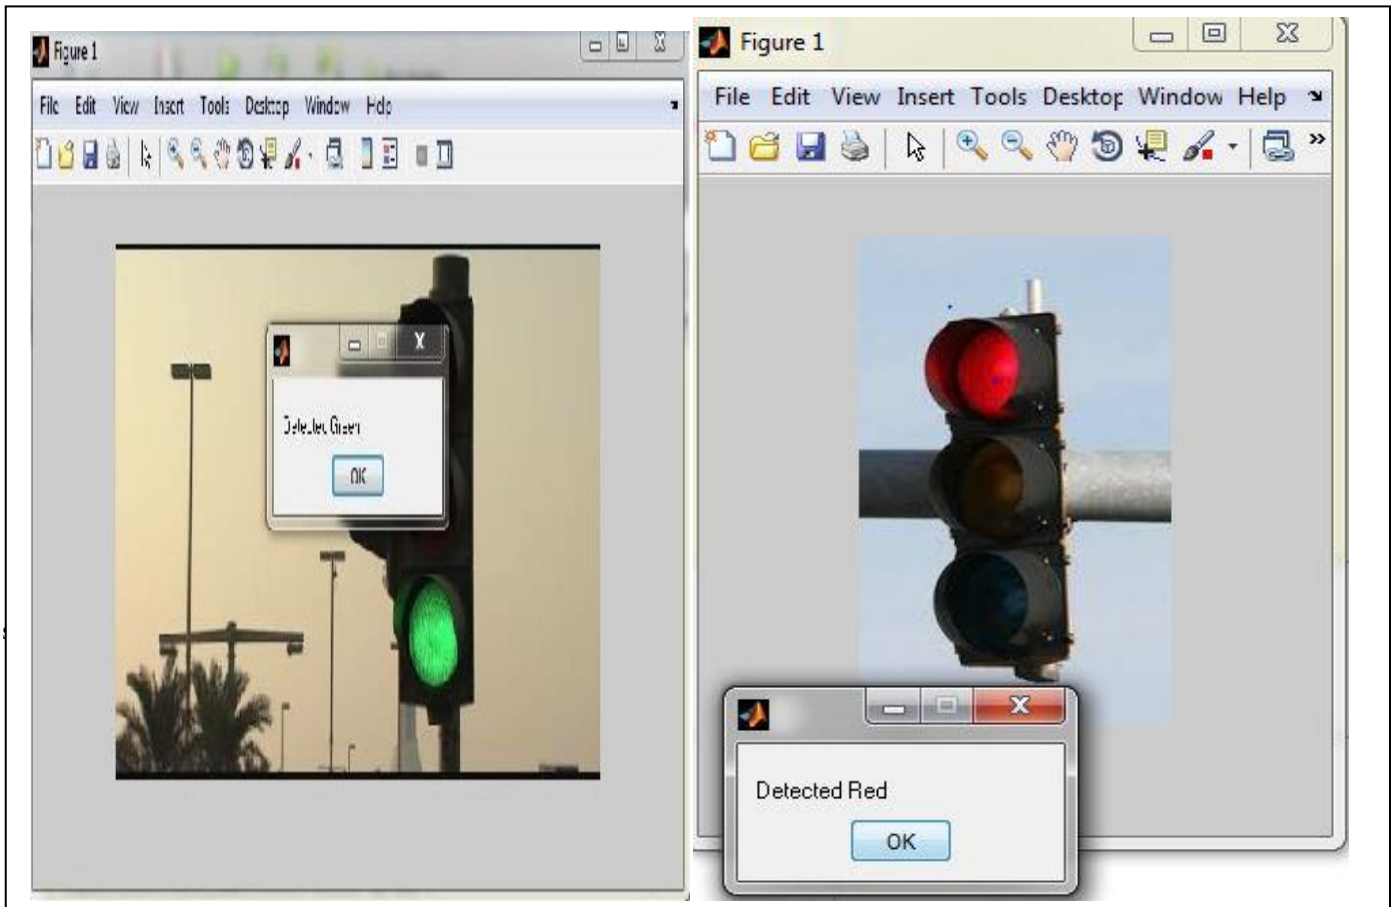 Figure 1
File Edit View Insert Tools Desktop Window Help
Detected Green
OK
Figure 1
File Edit View Insert Tools Desktop Window Help
Detected Red
OK